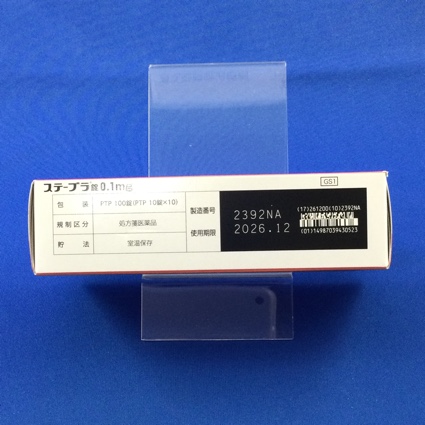 ステーブラ錠0.1mg
GS1
包 装 PTP 100錠(PTP 10錠×10)
規制区分 処方箋医薬品
貯 法 室温保存
製造番号 2392NA
使用期限 2026.12
(17)261200(10)2392NA
(01)14987039430523